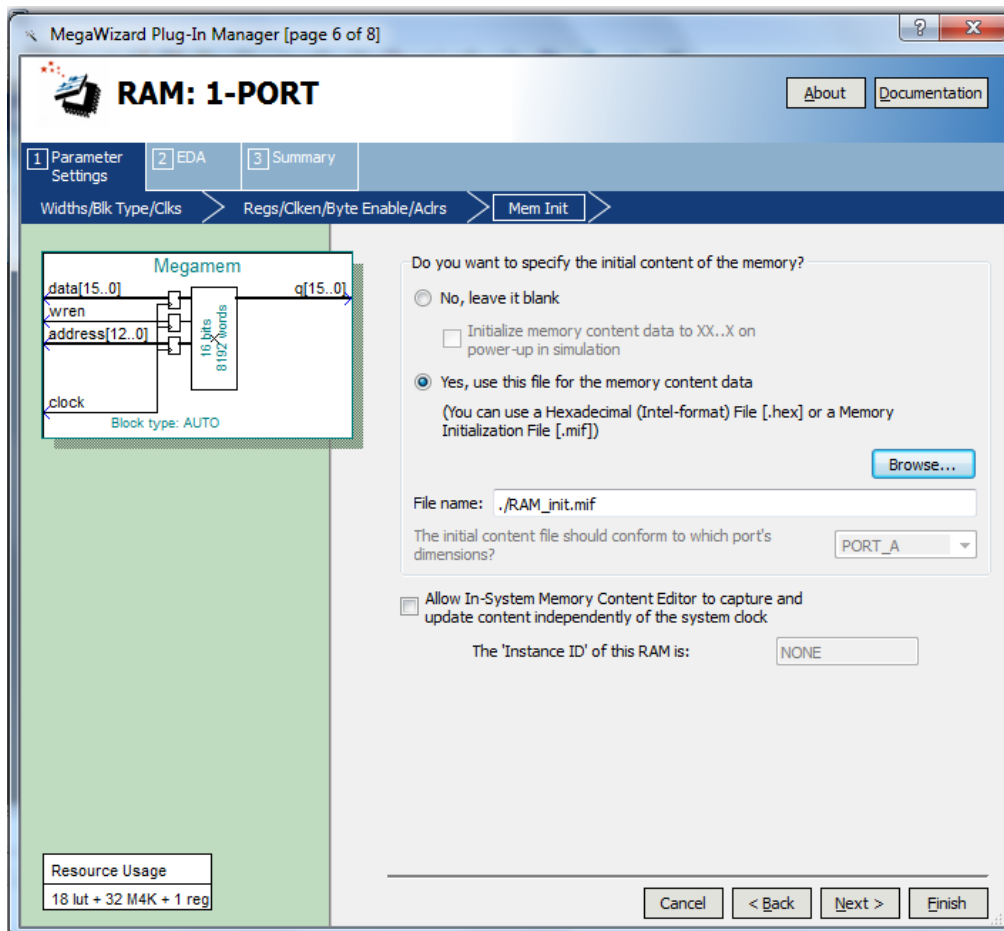 MegaWizard Plug-In Manager [page 6 of 8]
RAM: 1-PORT
About
Documentation
1 Parameter Settings
2 EDA
3 Summary
Widths/Blk Type/Clks
Regs/Clken/Byte Enable/Aclrs
Mem Init
Megamem
data[15..0]
q[15..0]
wren
address[12..0]
16 bits
8192 words
clock
Block type: AUTO
Do you want to specify the initial content of the memory?
No, leave it blank
Initialize memory content data to XX..X on
power-up in simulation
Yes, use this file for the memory content data
(You can use a Hexadecimal (Intel-format) File [.hex] or a Memory
Initialization File [.mif])
Browse...
File name: ./RAM_init.mif
The initial content file should conform to which port's
dimensions?
PORT_A
Allow In-System Memory Content Editor to capture and
update content independently of the system clock
The 'Instance ID' of this RAM is: NONE
Resource Usage
18 lut + 32 M4K + 1 reg
Cancel
< Back
Next >
Finish